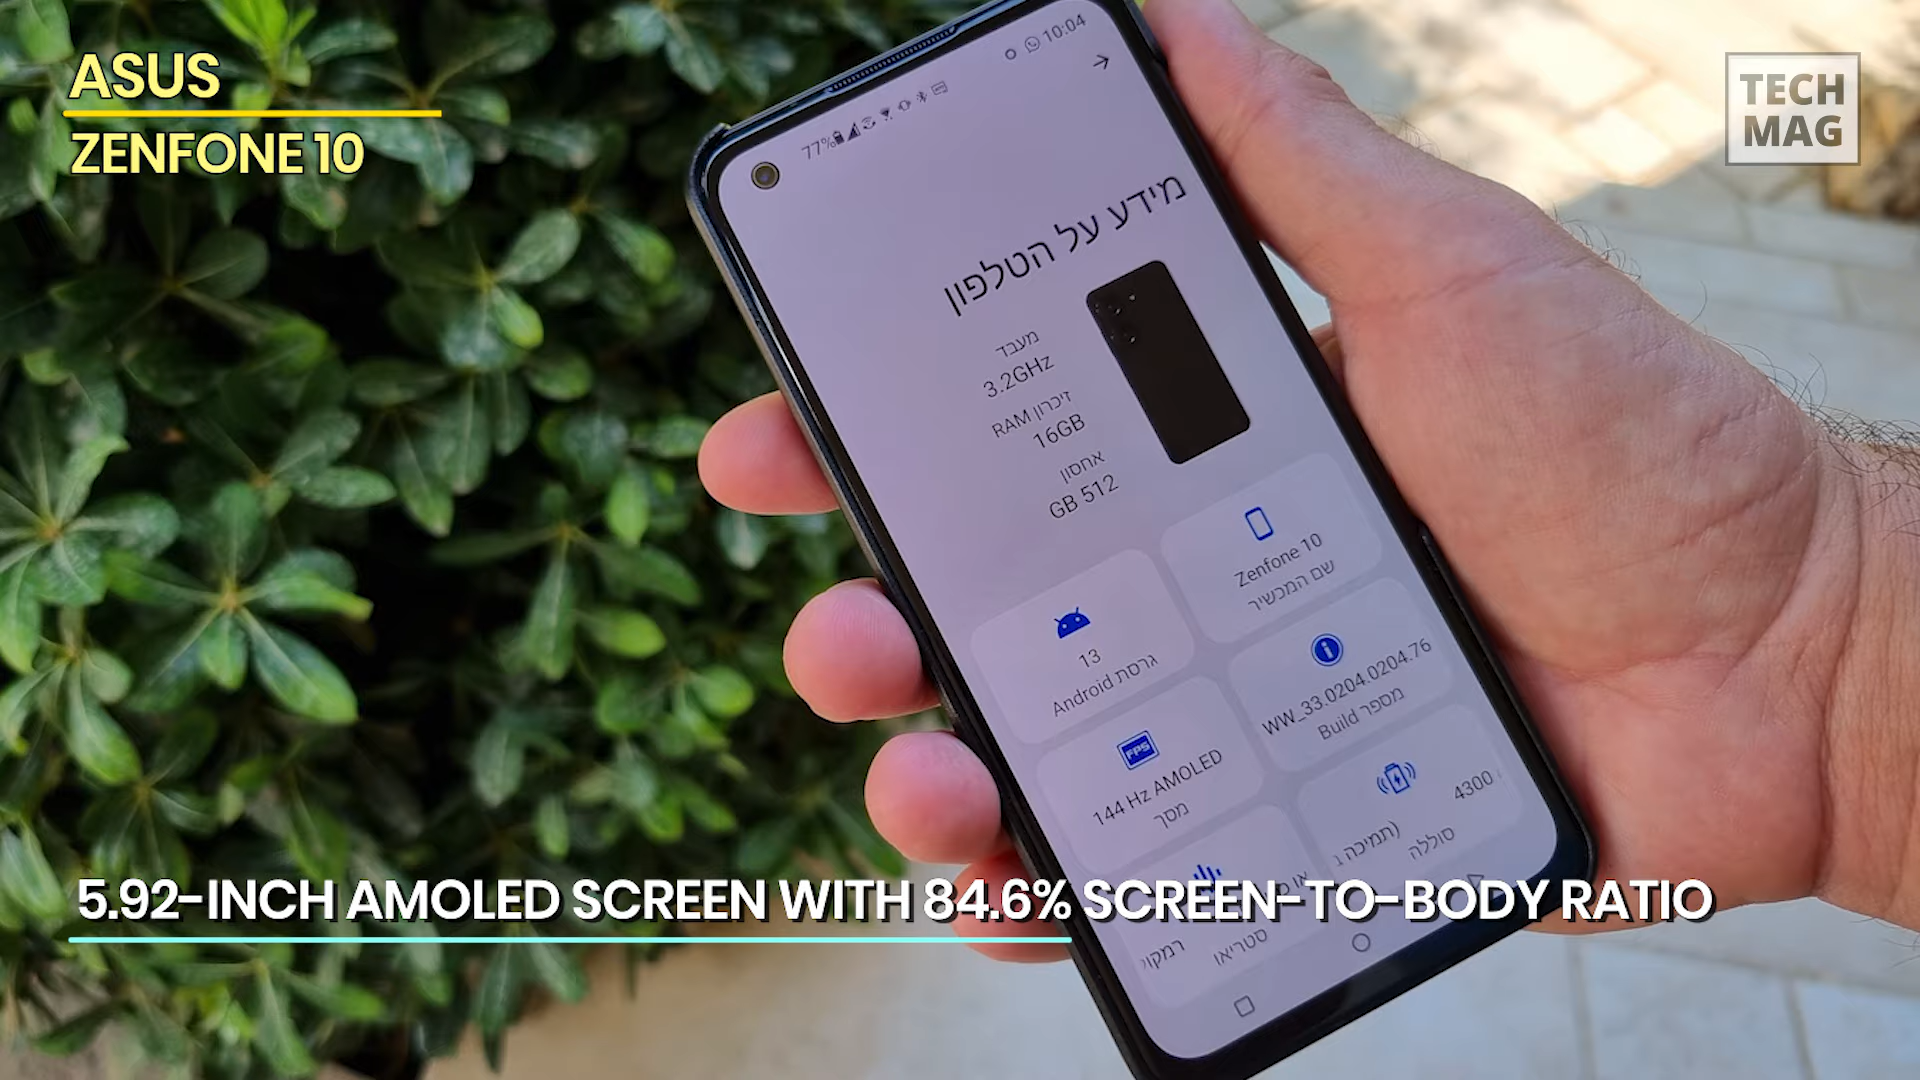 ASUS
ZENFONE 10
TECH
MAG
10:04
77%
מידע על הטלפון
מעבד
3.2GHz
זיכרון RAM
16GB
אחסון
GB 512
Zenfone 10
שם המכשיר
13
גרסת Android
WW_33.0204.0204.76
מספר Build
FPS
144 Hz AMOLED
מסך
4300
(תמיכה ב
סוללה
5.92-INCH AMOLED SCREEN WITH 84.6% SCREEN-TO-BODY RATIO
סטריאו